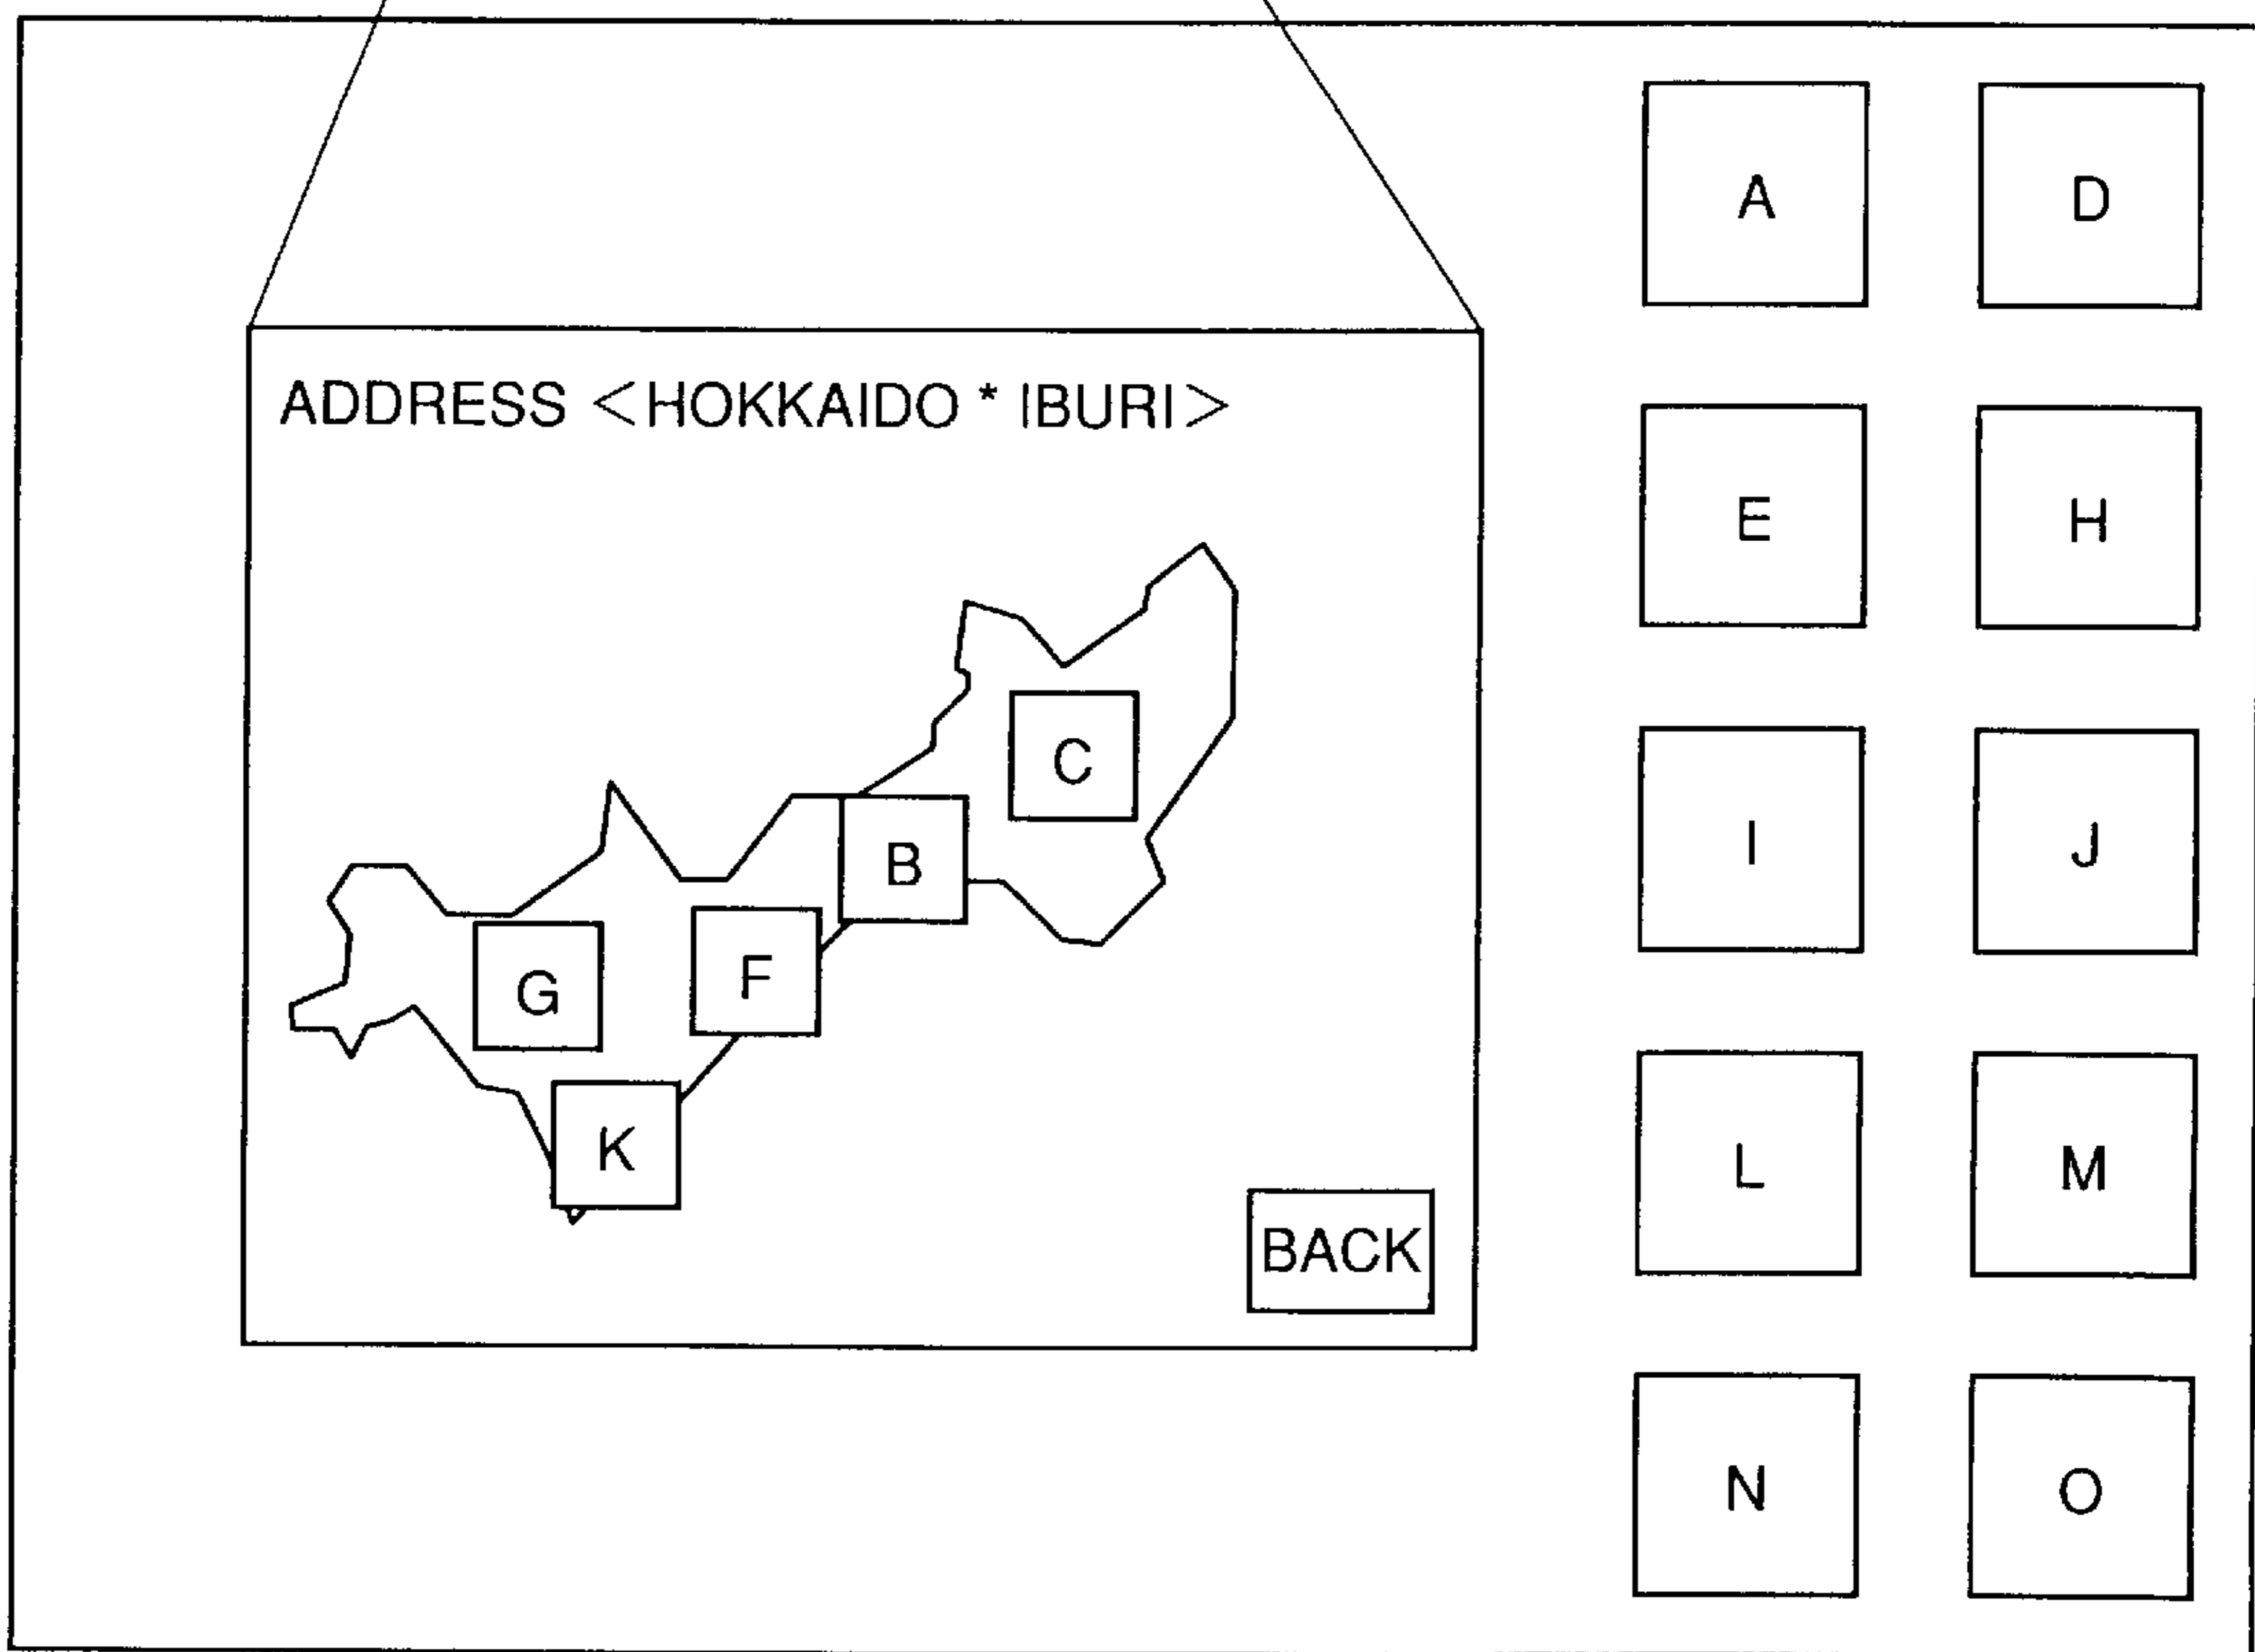 ADDRESS <HOKKAIDO * IBURI>
C
B
G
F
K
BACK
A D
E H
I J
L M
N O